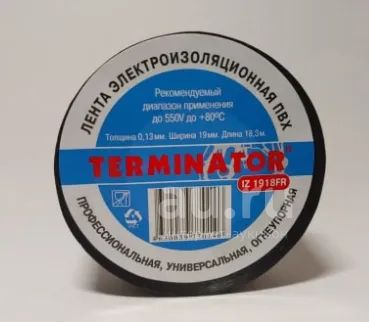 ЛЕНТА ЭЛЕКТРОИЗОЛЯЦИОННАЯ ПВХ
Рекомендуемый
диапазон применения
до 550V до +80ºC
Толщина 0,13мм. Ширина 19мм. Длина 18,3м.
TERMINATOR®
IZ 1918FR
ПРОФЕССИОНАЛЬНАЯ, УНИВЕРСАЛЬНАЯ, ОГНЕУПОРНАЯ